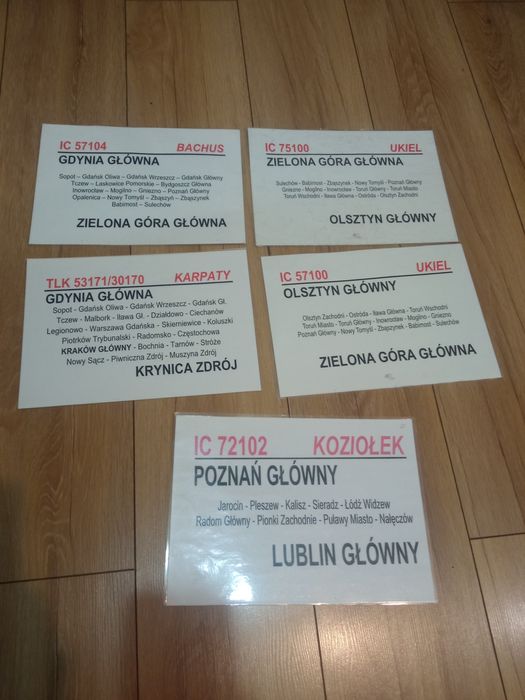 IC 57104 BACHUS
GDYNIA GŁÓWNA
Sopot – Gdańsk Oliwa – Gdańsk Wrzeszcz – Gdańsk Główny
Tczew – Laskowice Pomorskie – Bydgoszcz Główna
Inowrocław – Mogilno – Gniezno – Poznań Główny
Opalenica – Nowy Tomyśl – Zbąszyń – Zbąszynek
Babimost – Sulechów
ZIELONA GÓRA GŁÓWNA
IC 75100 UKIEL
ZIELONA GÓRA GŁÓWNA
Sulechów - Babimost - Zbąszynek - Nowy Tomyśl - Poznań Główny
Gniezno - Mogilno - Inowrocław - Toruń Główny - Toruń Miasto
Toruń Wschodni - Iława Główna - Ostróda - Olsztyn Zachodni
OLSZTYN GŁÓWNY
TLK 53171/30170 KARPATY
GDYNIA GŁÓWNA
Sopot - Gdańsk Oliwa - Gdańsk Wrzeszcz - Gdańsk Gł.
Tczew - Malbork - Iława Gł. - Działdowo - Ciechanów
Legionowo - Warszawa Gdańska - Skierniewice - Koluszki
Piotrków Trybunalski - Radomsko - Częstochowa
KRAKÓW GŁÓWNY - Bochnia - Tarnów - Stróże
Nowy Sącz - Piwniczna Zdrój - Muszyna Zdrój
KRYNICA ZDRÓJ
IC 57100 UKIEL
OLSZTYN GŁÓWNY
Olsztyn Zachodni - Ostróda - Iława Główna - Toruń Wschodni
Toruń Miasto - Toruń Główny - Inowrocław - Mogilno - Gniezno
Poznań Główny - Nowy Tomyśl - Zbąszynek - Babimost - Sulechów
ZIELONA GÓRA GŁÓWNA
IC 72102 KOZIOŁEK
POZNAŃ GŁÓWNY
Jarocin - Pleszew - Kalisz - Sieradz - Łódź Widzew
Radom Główny - Pionki Zachodnie - Puławy Miasto - Nałęczów
LUBLIN GŁÓWNY